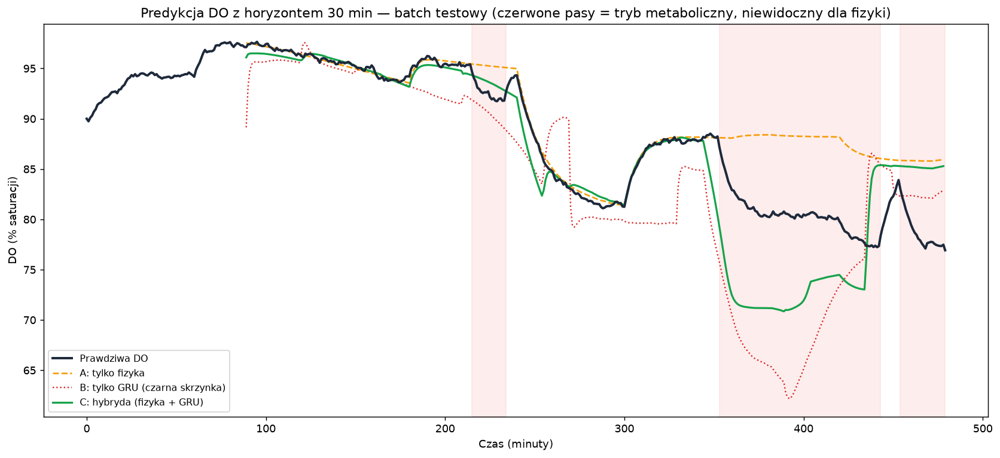 Predykcja DO z horyzontem 30 min — batch testowy (czerwone pasy = tryb metaboliczny, niewidoczny dla fizyki)
DO (% saturacji)
95
90
85
80
75
70
65
Prawdziwa DO
A: tylko fizyka
B: tylko GRU (czarna skrzynka)
C: hybryda (fizyka + GRU)
0 100 200 300 400 500
Czas (minuty)